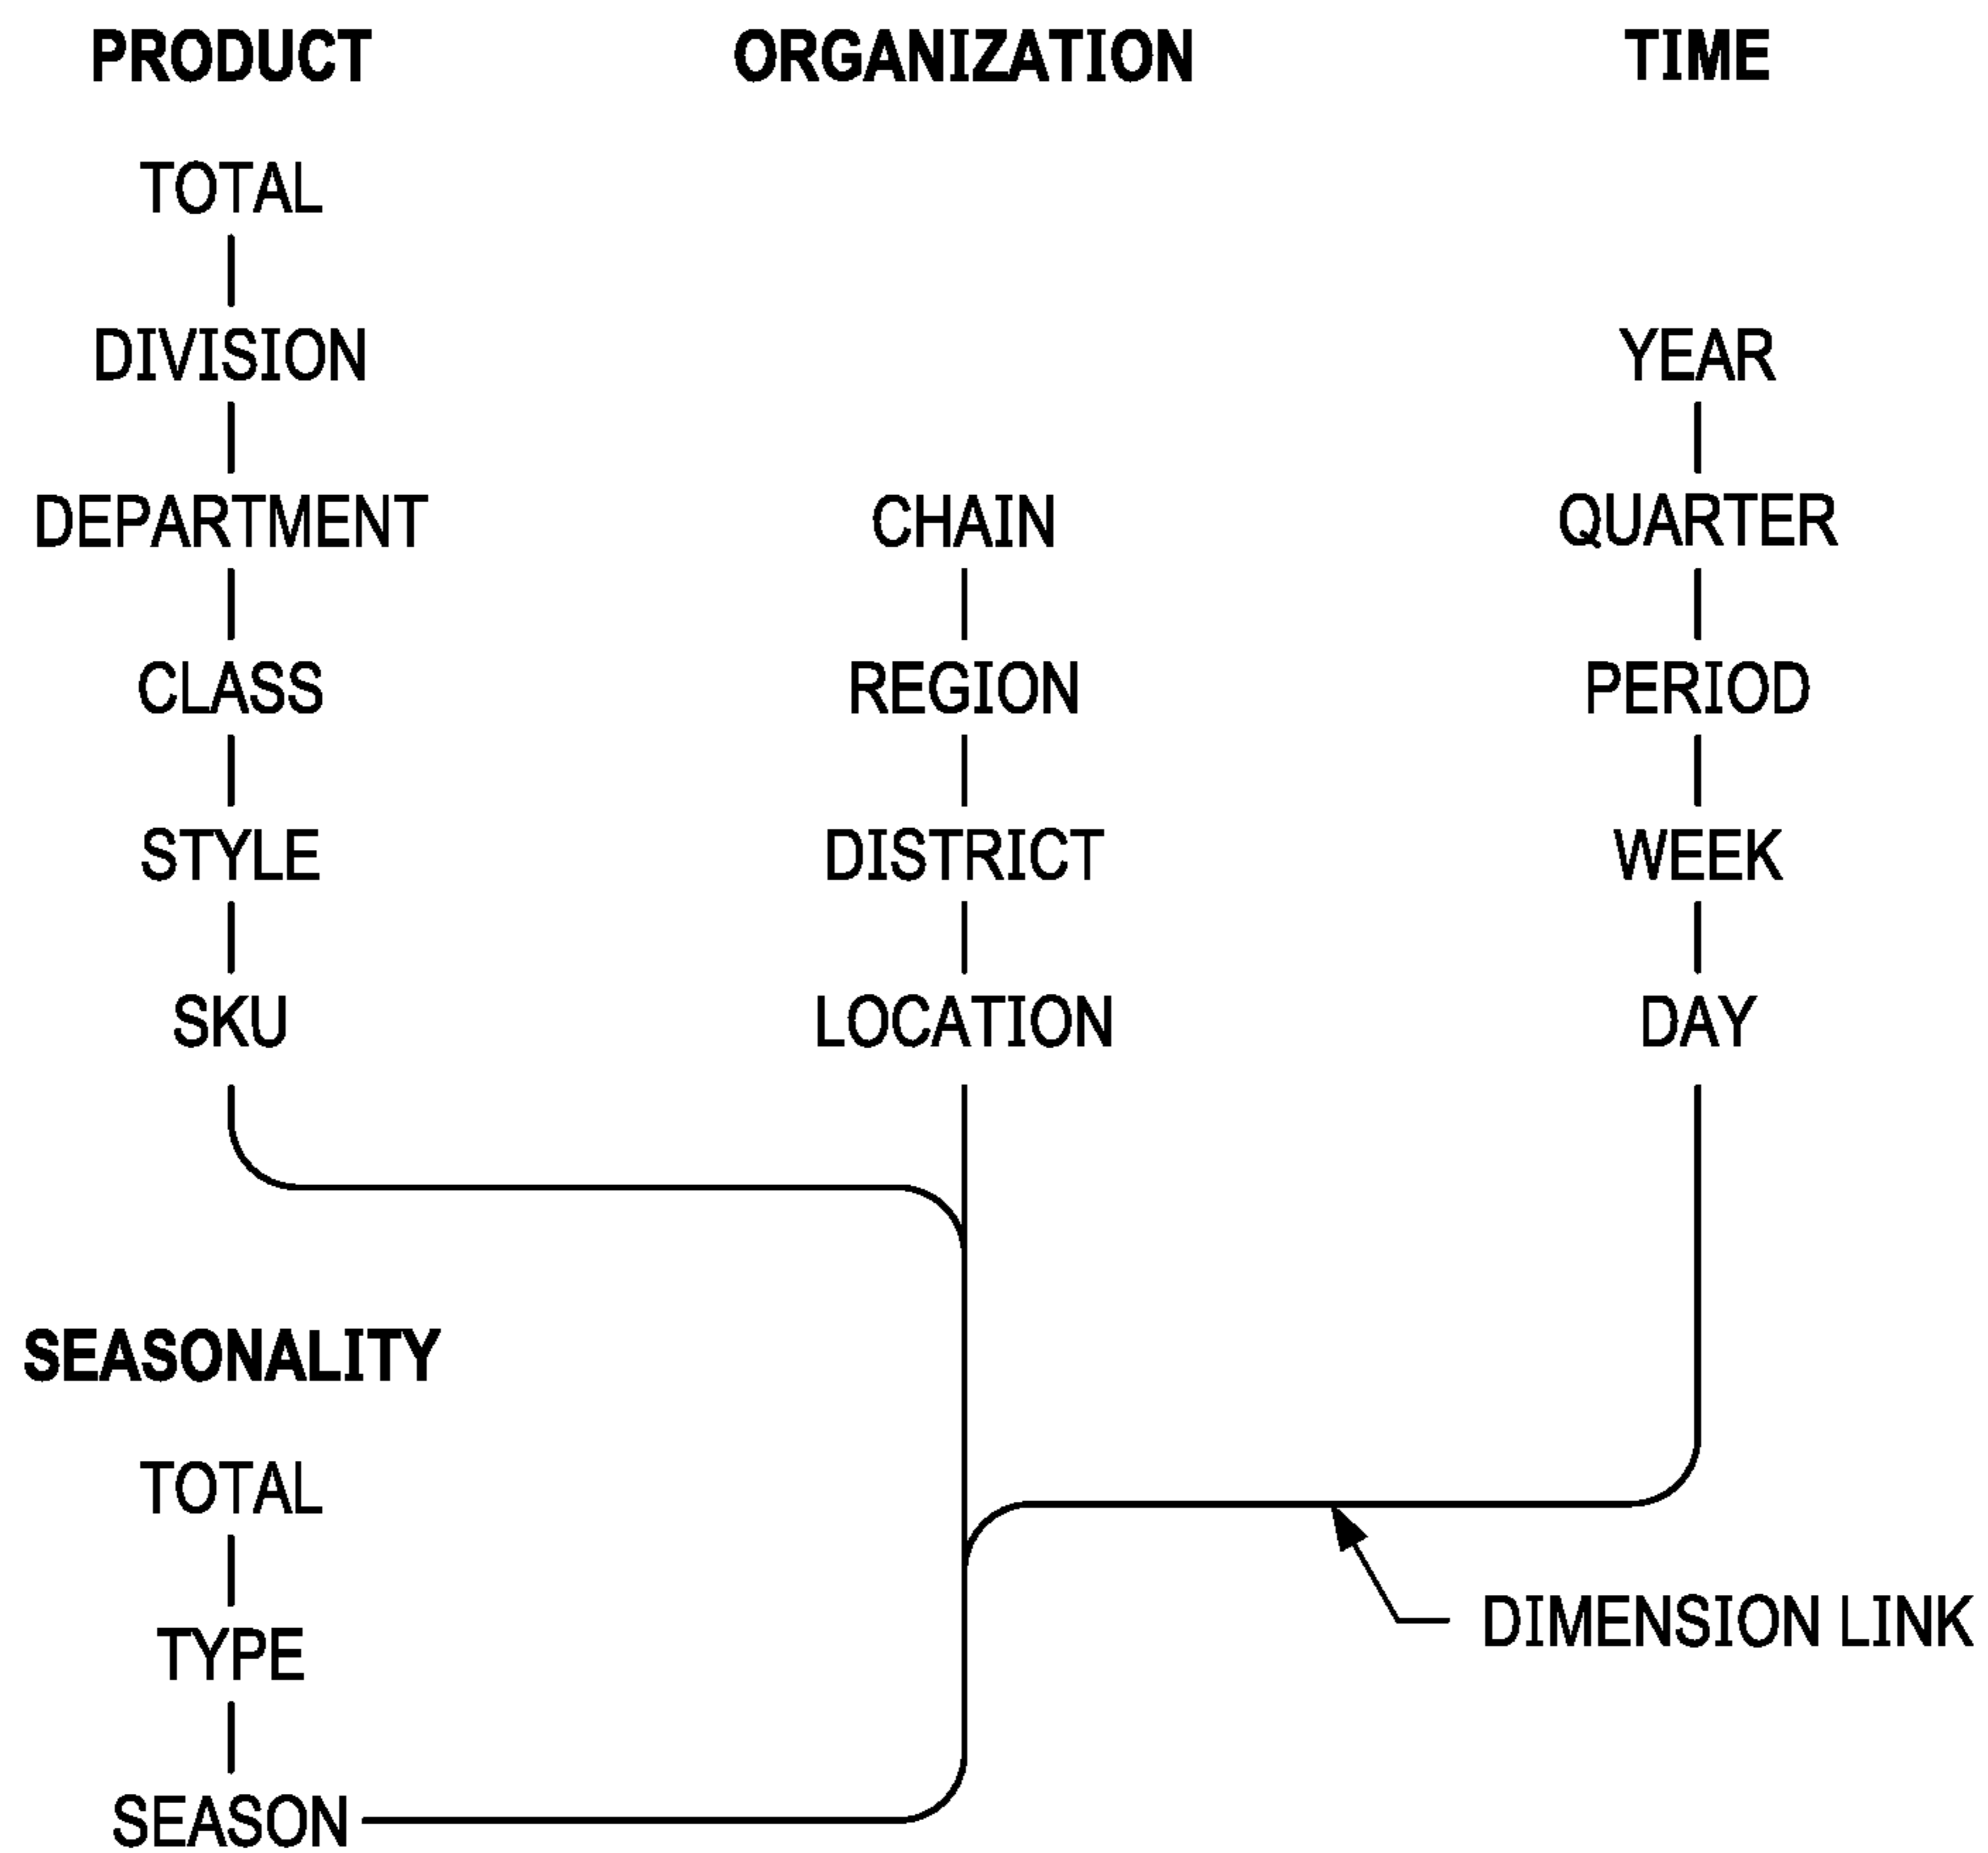 PRODUCT
TOTAL
DIVISION
DEPARTMENT
CLASS
STYLE
SKU
ORGANIZATION
CHAIN
REGION
DISTRICT
LOCATION
TIME
YEAR
QUARTER
PERIOD
WEEK
DAY
SEASONALITY
TOTAL
TYPE
SEASON
DIMENSION LINK